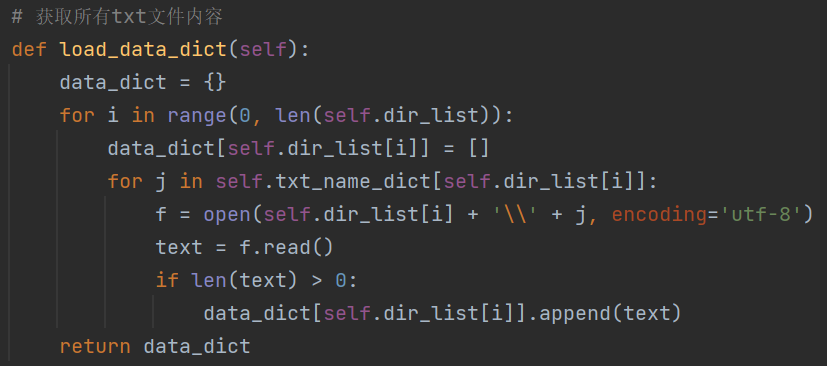 # 获取所有txt文件内容
def load_data_dict(self):
    data_dict = {}
    for i in range(0, len(self.dir_list)):
        data_dict[self.dir_list[i]] = []
        for j in self.txt_name_dict[self.dir_list[i]]:
            f = open(self.dir_list[i] + '\\' + j, encoding='utf-8')
            text = f.read()
            if len(text) > 0:
                data_dict[self.dir_list[i]].append(text)
    return data_dict